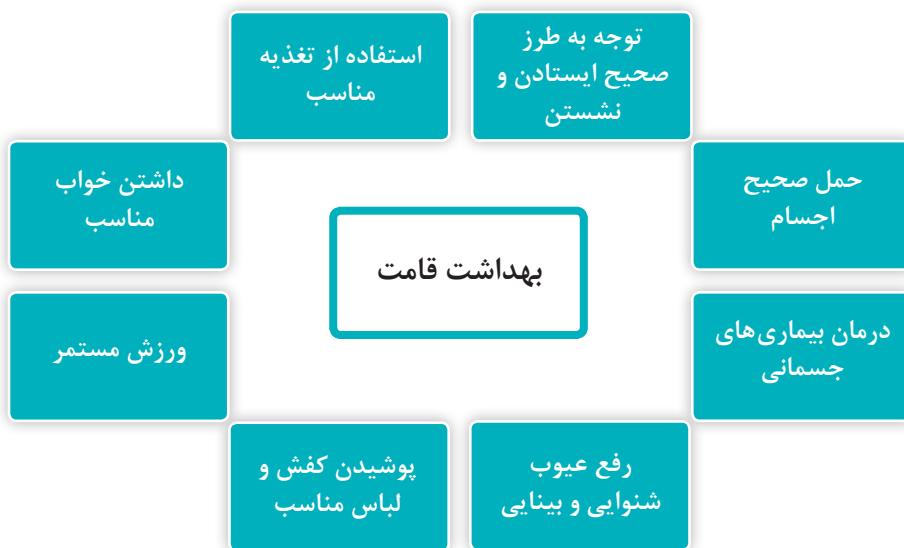 توجه به طرز
صحیح ایستادن و
نشستن
استفاده از تغذیه
مناسب
حمل صحیح
اجسام
داشتن خواب
مناسب
بهداشت قامت
درمان بیماری‌های
جسمانی
ورزش مستمر
رفع عیوب
شنوایی و بینایی
پوشیدن کفش و
لباس مناسب